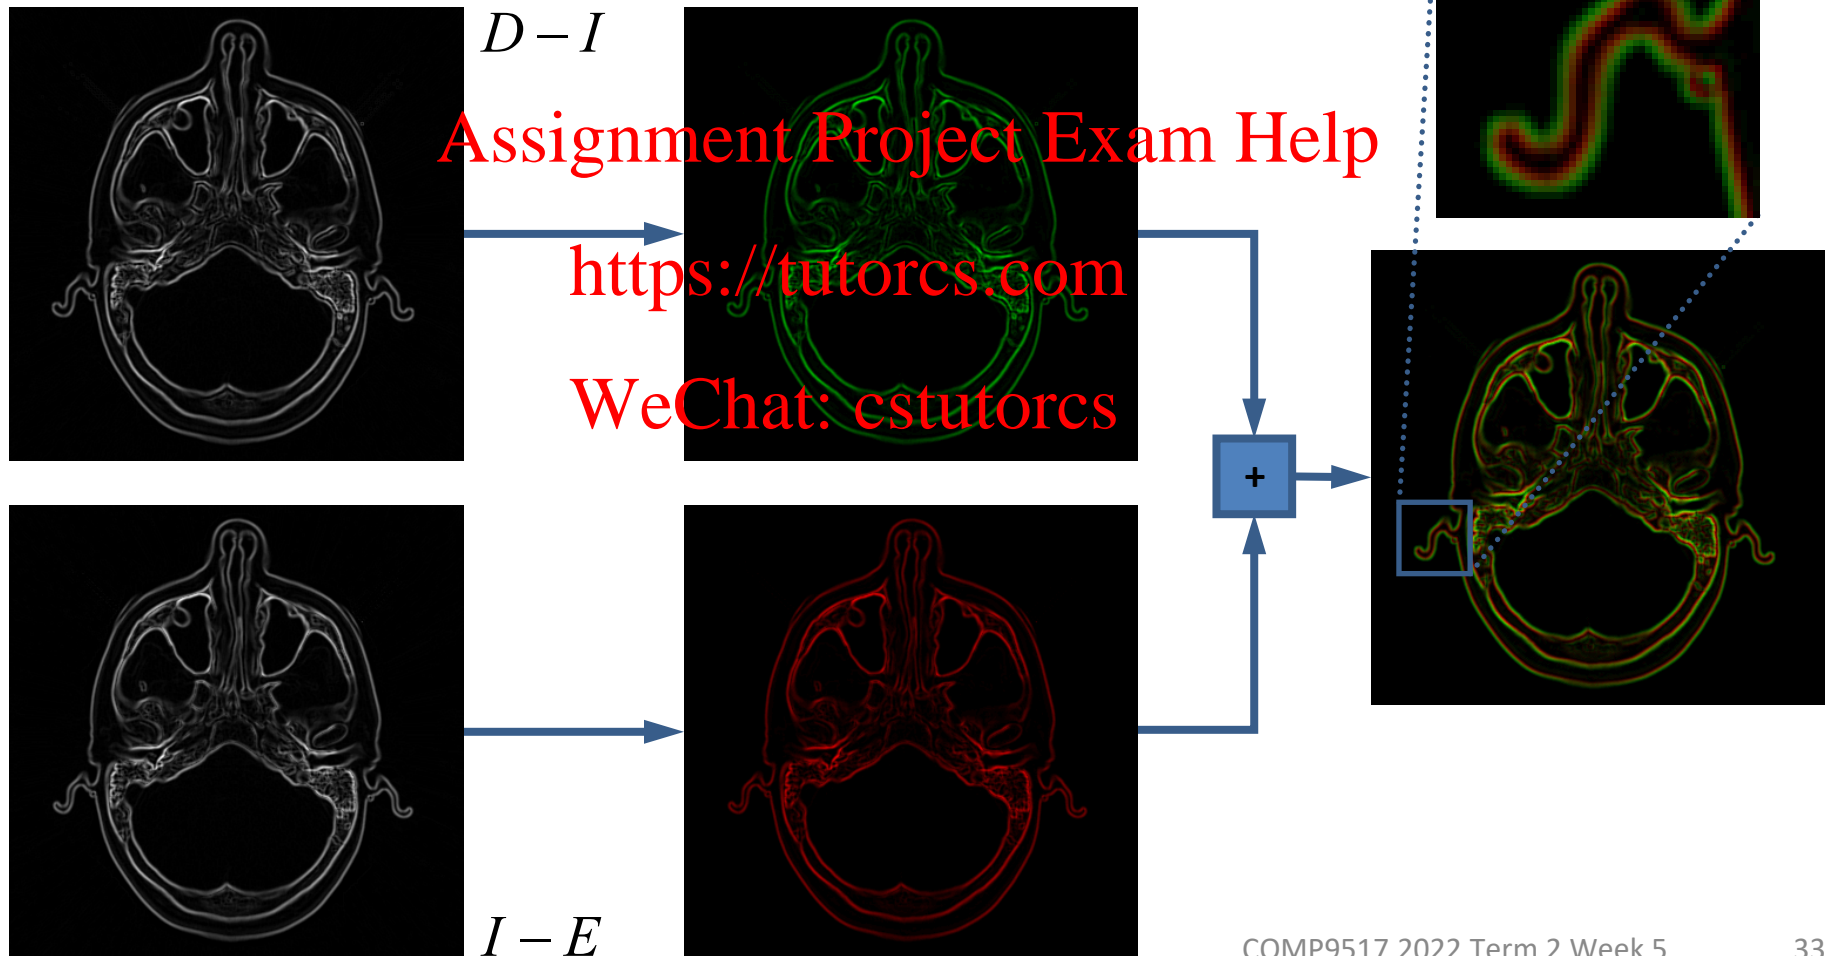 D – I
Assignment Project Exam Help
https://tutorcs.com
WeChat: cstutorcs
+
I – E
COMP9517 2022 Term 2 Week 5 33